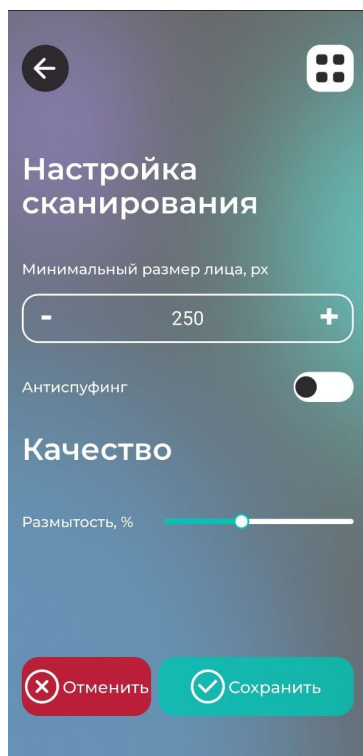 Настройка
сканирования
Минимальный размер лица, px
- 250 +
Антиспуфинг
Качество
Размытость, %
Отменить
Сохранить